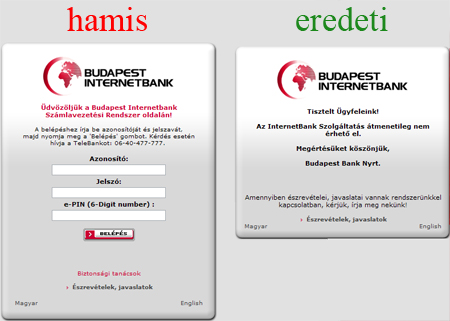 hamis
BUDAPEST
INTERNETBANK
Üdvözöljük a Budapest Internetbank
Számlavezetési Rendszer oldalán!
A belépéshez írja be azonosítóját és jelszavát,
majd nyomja meg a 'Belépés' gombot. Kérdés esetén
hívja a TeleBankot: 06-40-477-777.
Azonosító:
Jelszó:
e-PIN (6-Digit number) :
BELÉPÉS
Biztonsági tanácsok
Észrevételek, javaslatok
Magyar
English
eredeti
BUDAPEST
INTERNETBANK
Tisztelt Ügyfeleink!
Az InternetBank Szolgáltatás átmenetileg nem
érhető el.
Megértésüket köszönjük,
Budapest Bank Nyrt.
Amennyiben észrevételei, javaslatai vannak rendszerünkkel
kapcsolatban, kérjük, írja meg nekünk!
Észrevételek, javaslatok
Magyar
English